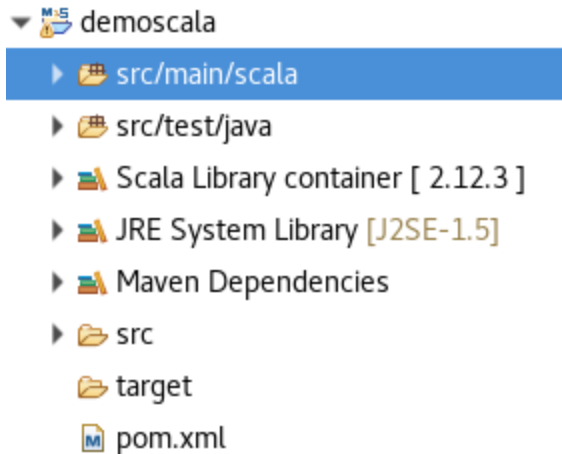 demoscala
src/main/scala
src/test/java
Scala Library container [ 2.12.3 ]
JRE System Library [J2SE-1.5]
Maven Dependencies
src
target
pom.xml